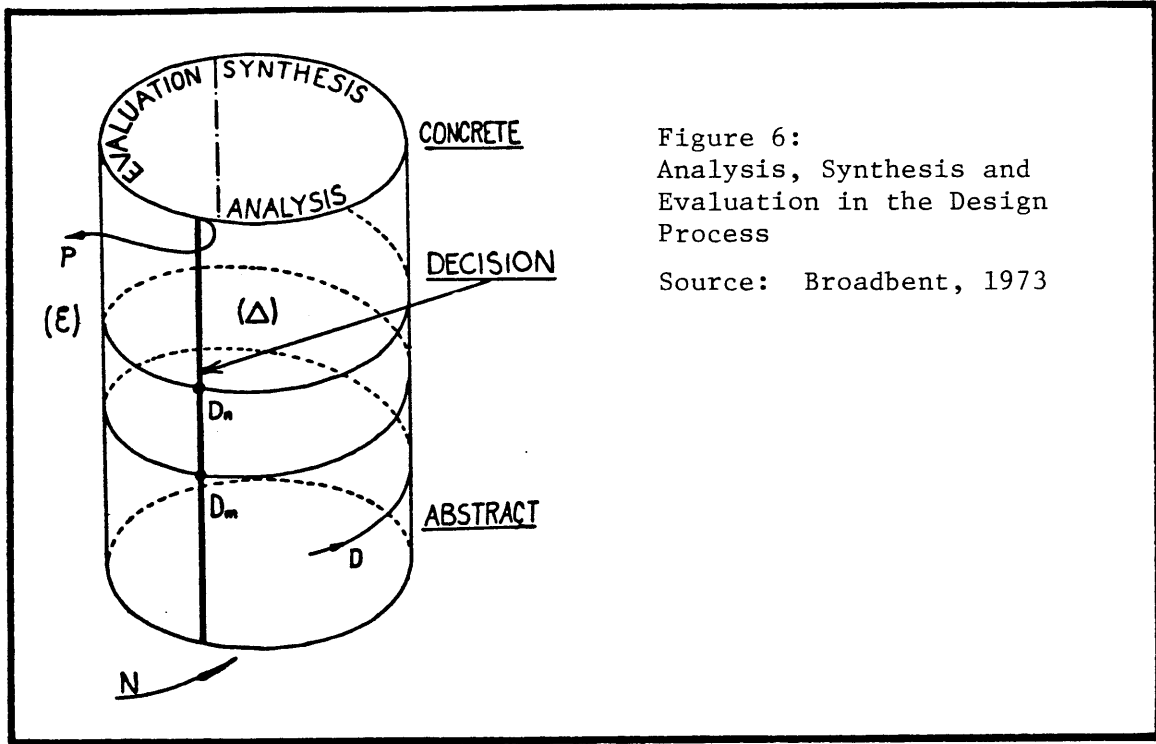 EVALUATION
SYNTHESIS
ANALYSIS
CONCRETE
P
DECISION
(ε)
(Δ)
Dn
Dm
ABSTRACT
D
N
Figure 6:
Analysis, Synthesis and
Evaluation in the Design
Process
Source: Broadbent, 1973